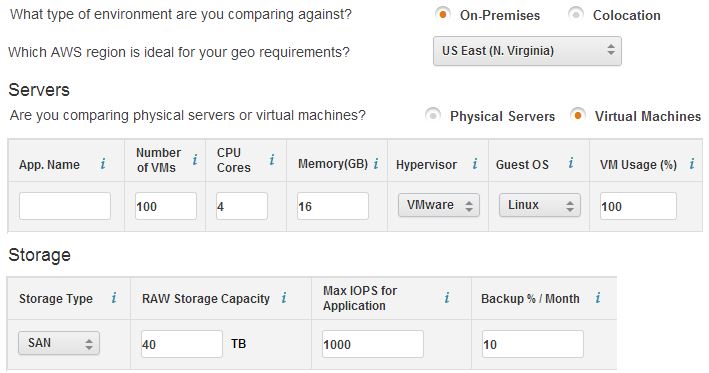 What type of environment are you comparing against? On-Premises Colocation
Which AWS region is ideal for your geo requirements? US East (N. Virginia)
Servers
Are you comparing physical servers or virtual machines? Physical Servers Virtual Machines
App. Name i Number of VMs i CPU Cores i Memory(GB) i Hypervisor i Guest OS i VM Usage (%) i
100 4 16 VMware Linux 100
Storage
Storage Type i RAW Storage Capacity i Max IOPS for Application i Backup % / Month i
SAN 40 TB 1000 10